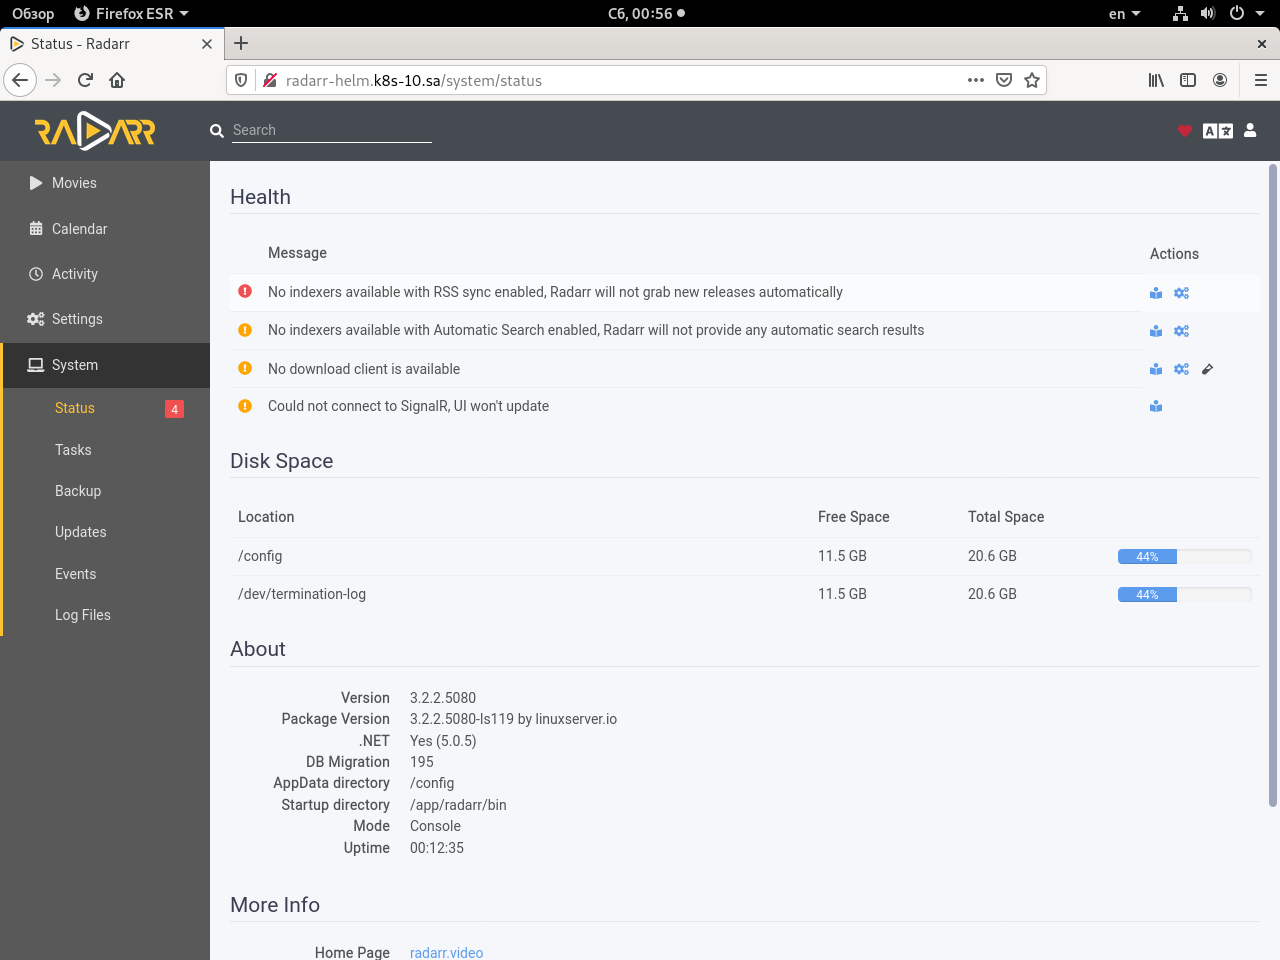 Обзор Firefox ESR Сб, 00:56 en
Status - Radarr
radarr-helm.k8s-10.sa/system/status
RADARR Search
Movies
Calendar
Activity
Settings
System
Status 4
Tasks
Backup
Updates
Events
Log Files
Health
Message Actions
No indexers available with RSS sync enabled, Radarr will not grab new releases automatically
No indexers available with Automatic Search enabled, Radarr will not provide any automatic search results
No download client is available
Could not connect to SignalR, UI won't update
Disk Space
Location Free Space Total Space
/config 11.5 GB 20.6 GB 44%
/dev/termination-log 11.5 GB 20.6 GB 44%
About
Version 3.2.2.5080
Package Version 3.2.2.5080-ls119 by linuxserver.io
.NET Yes (5.0.5)
DB Migration 195
AppData directory /config
Startup directory /app/radarr/bin
Mode Console
Uptime 00:12:35
More Info
Home Page radarr.video